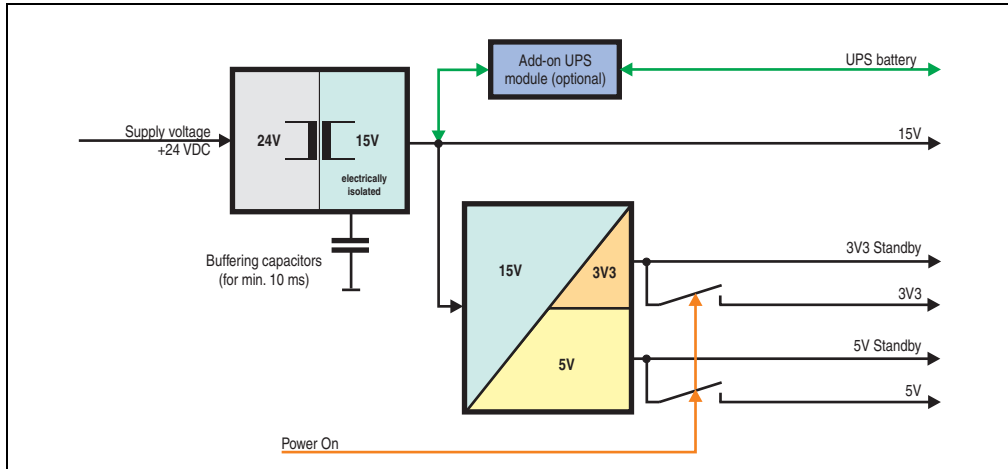 Add-on UPS
module (optional)
UPS battery
Supply voltage
+24 VDC
24V
15V
electrically
isolated
15V
Buffering capacitors
(for min. 10 ms)
15V
3V3
5V
3V3 Standby
3V3
5V Standby
5V
Power On